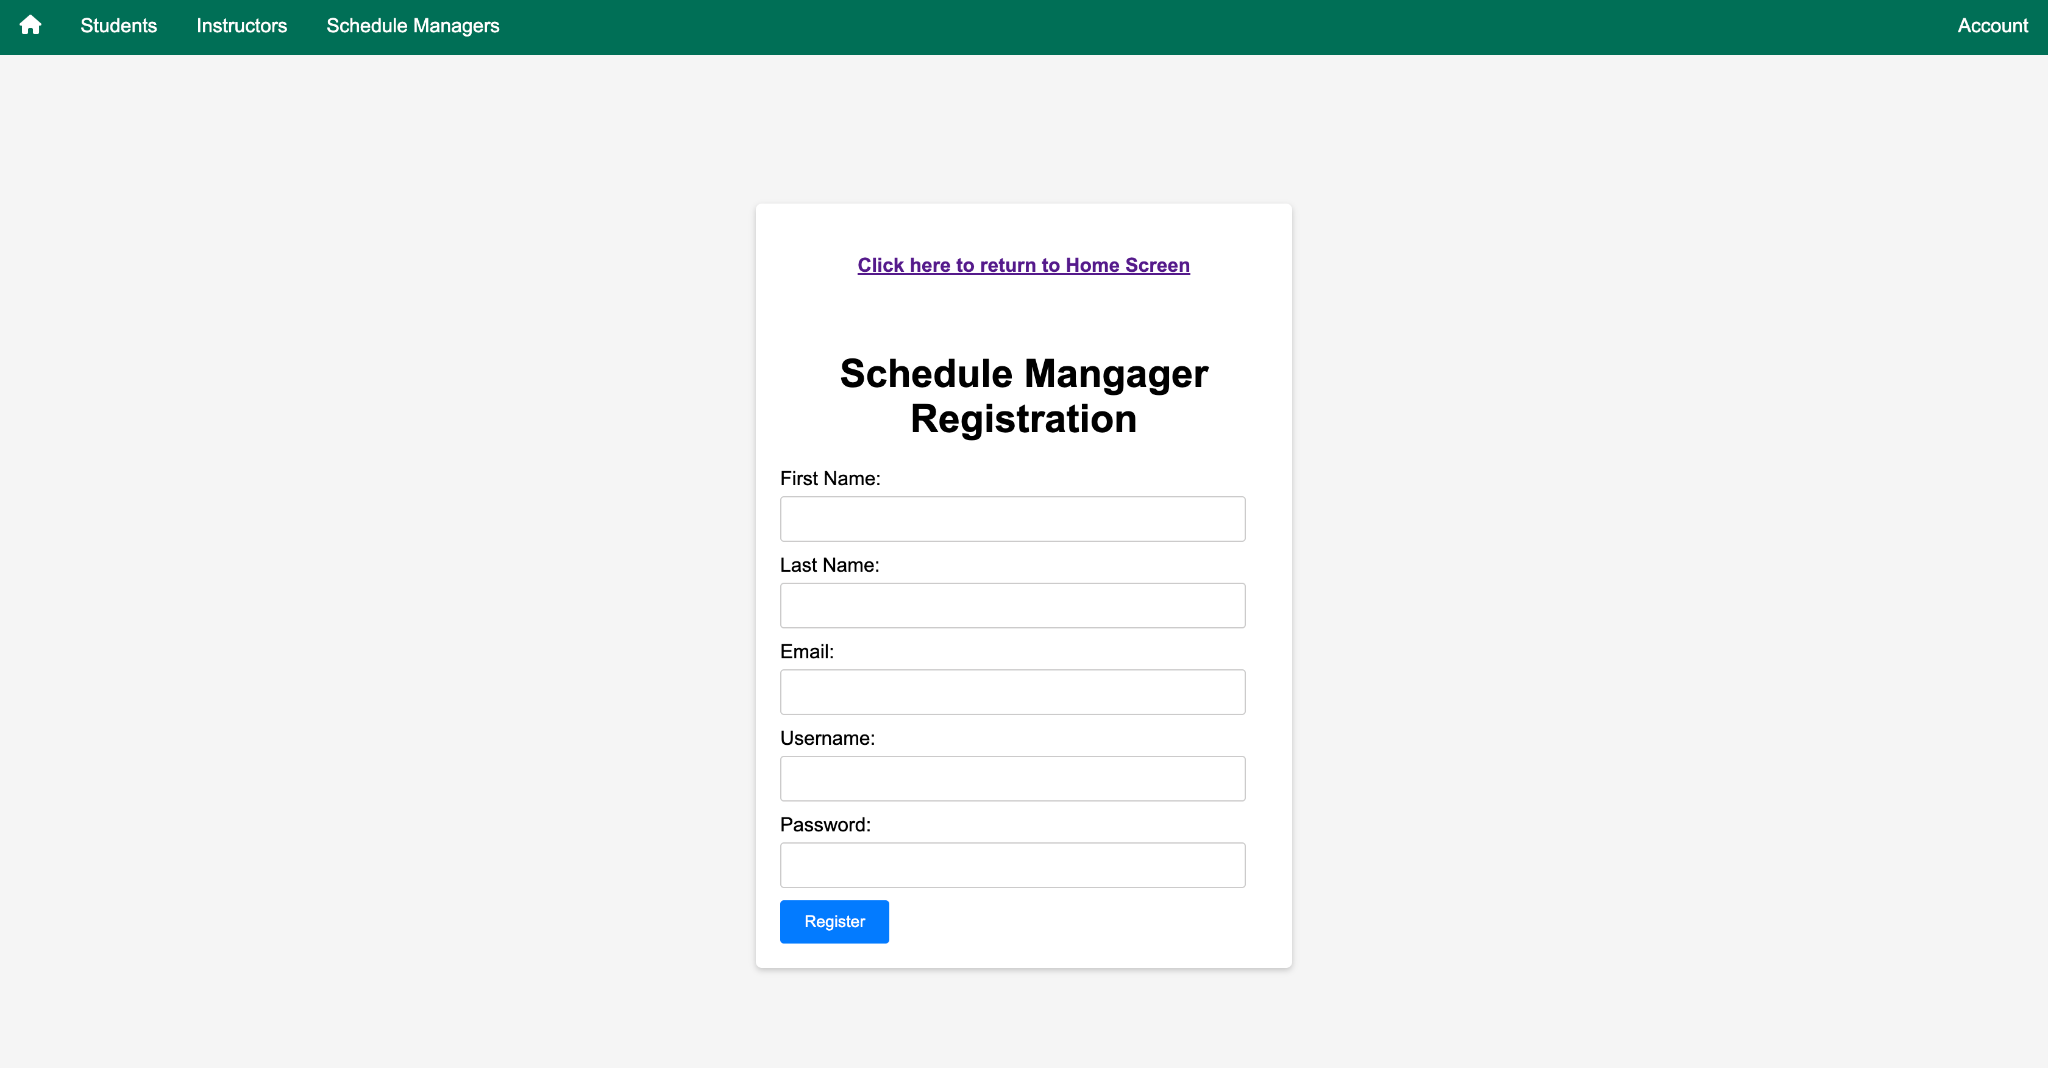 Students Instructors Schedule Managers Account
Click here to return to Home Screen
Schedule Mangager
Registration
First Name:
Last Name:
Email:
Username:
Password:
Register